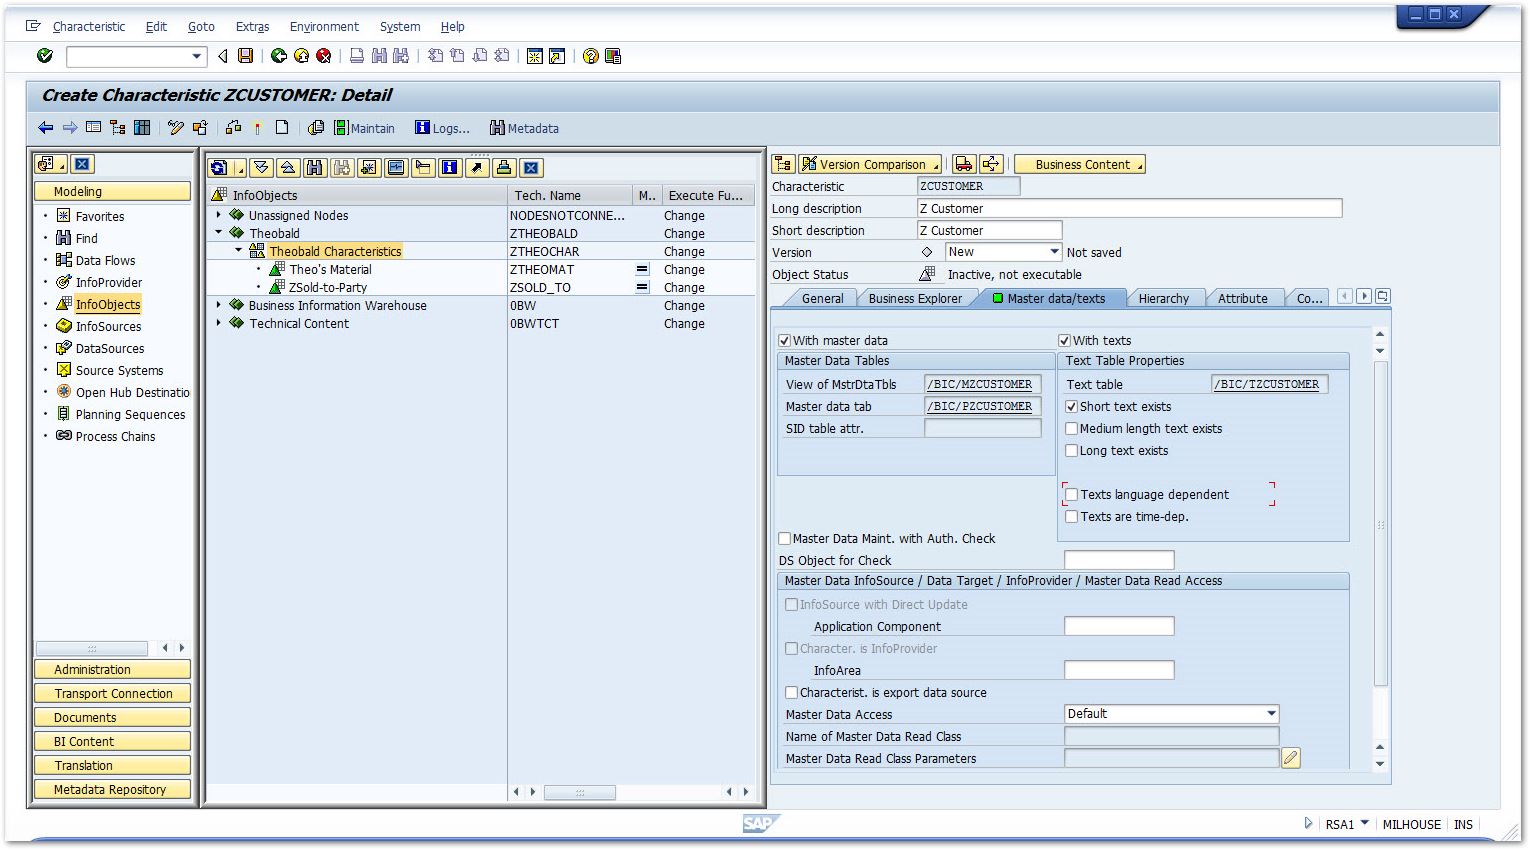 Characteristic Edit Goto Extras Environment System Help
Create Characteristic ZCUSTOMER: Detail
Maintain Logs... Metadata
Modeling
Favorites
Find
Data Flows
InfoProvider
InfoObjects
InfoSources
DataSources
Source Systems
Open Hub Destinatio
Planning Sequences
Process Chains
Administration
Transport Connection
Documents
BI Content
Translation
Metadata Repository
InfoObjects Tech. Name M.. Execute Fu...
Unassigned Nodes NODESNOTCONNE... Change
Theobald ZTHEOBALD Change
Theobald Characteristics ZTHEOCHAR Change
Theo's Material ZTHEOMAT Change
ZSold-to-Party ZSOLD_TO Change
Business Information Warehouse 0BW Change
Technical Content 0BWTCT Change
Version Comparison Business Content
Characteristic ZCUSTOMER
Long description Z Customer
Short description Z Customer
Version New Not saved
Object Status Inactive, not executable
General Business Explorer Master data/texts Hierarchy Attribute Co...
With master data
Master Data Tables
View of MstrDtaTbls /BIC/MZCUSTOMER
Master data tab /BIC/PZCUSTOMER
SID table attr.
With texts
Text Table Properties
Text table /BIC/TZCUSTOMER
Short text exists
Medium length text exists
Long text exists
Texts language dependent
Texts are time-dep.
Master Data Maint. with Auth. Check
DS Object for Check
Master Data InfoSource / Data Target / InfoProvider / Master Data Read Access
InfoSource with Direct Update
Application Component
Character. is InfoProvider
InfoArea
Characterist. is export data source
Master Data Access Default
Name of Master Data Read Class
Master Data Read Class Parameters
SAP RSA1 MILHOUSE INS